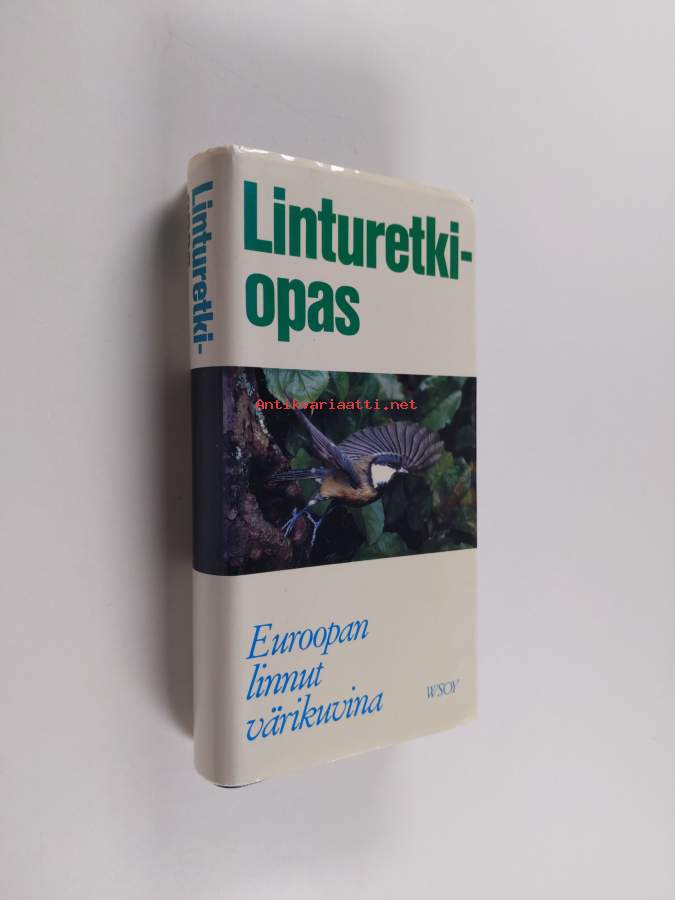 Linturetki-
Linturetki-
opas
Antikvariaatti.net
Euroopan
linnut
värikuvina
WSOY